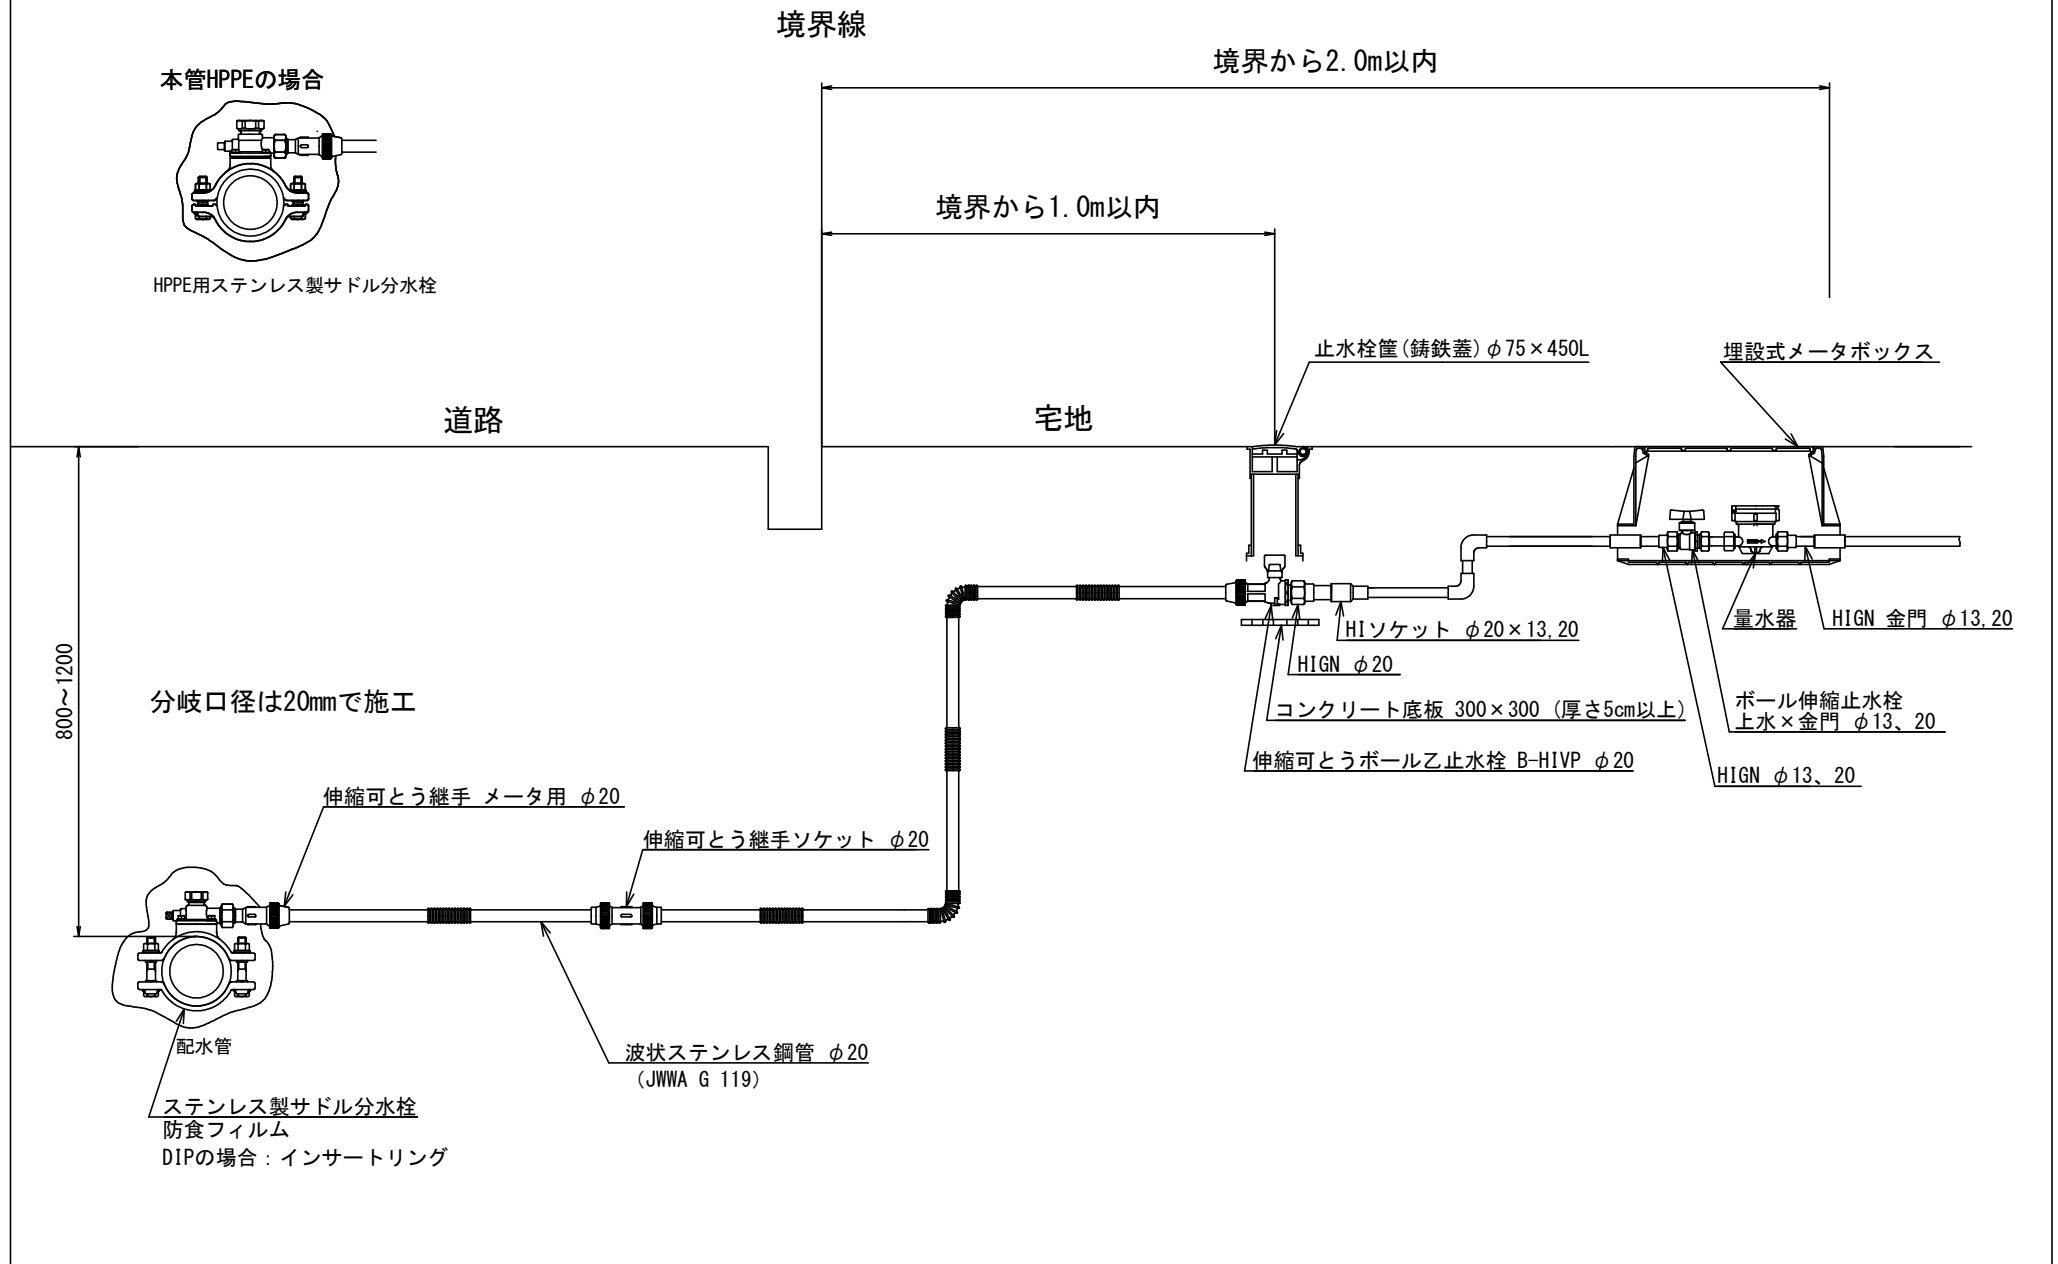 境界線
境界から2.0m以内
本管HPPEの場合
境界から1.0m以内
HPPE用ステンレス製サドル分水栓
止水栓筐(鋳鉄蓋)φ75×450L
埋設式メータボックス
道路
宅地
800~1200
分岐口径は20mmで施工
HIソケット φ20×13,20
量水器
HIGN 金門 φ13,20
HIGN φ20
コンクリート底板 300×300 (厚さ5cm以上)
ボール伸縮止水栓
上水×金門 φ13、20
伸縮可とうボール乙止水栓 B-HIVP φ20
HIGN φ13、20
伸縮可とう継手 メータ用 φ20
伸縮可とう継手ソケット φ20
配水管
波状ステンレス鋼管 φ20
(JWWA G 119)
ステンレス製サドル分水栓
防食フィルム
DIPの場合：インサートリング